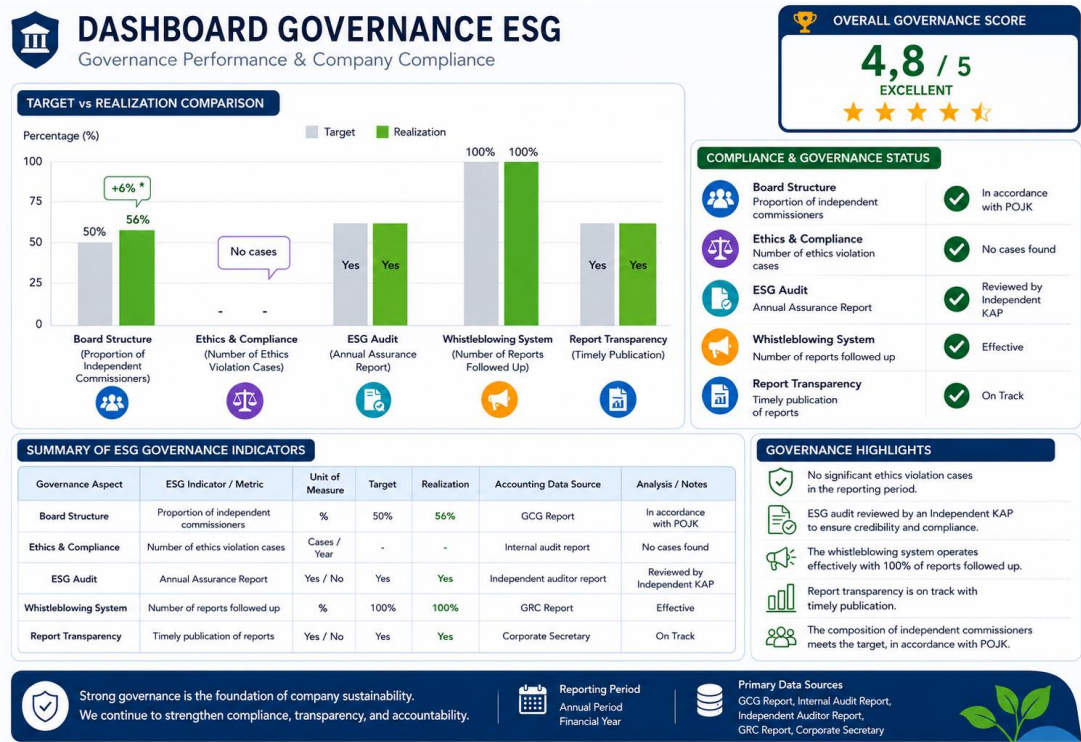 DASHBOARD GOVERNANCE ESG
Governance Performance & Company Compliance
OVERALL GOVERNANCE SCORE
4,8 / 5
EXCELLENT
TARGET vs REALIZATION COMPARISON
Percentage (%)
Target
Realization
100
75
50
25
0
50%
+6% *
56%
No cases
-
-
Yes
Yes
100%
100%
Yes
Yes
Board Structure
(Proportion of
Independent
Commissioners)
Ethics & Compliance
(Number of Ethics
Violation Cases)
ESG Audit
(Annual Assurance
Report)
Whistleblowing System
(Number of Reports
Followed Up)
Report Transparency
(Timely Publication)
COMPLIANCE & GOVERNANCE STATUS
Board Structure
Proportion of independent
commissioners
In accordance
with POJK
Ethics & Compliance
Number of ethics violation
cases
No cases found
ESG Audit
Annual Assurance Report
Reviewed by
Independent
KAP
Whistleblowing System
Number of reports followed up
Effective
Report Transparency
Timely publication
of reports
On Track
SUMMARY OF ESG GOVERNANCE INDICATORS
Governance Aspect
ESG Indicator / Metric
Unit of
Measure
Target
Realization
Accounting Data Source
Analysis / Notes
Board Structure
Proportion of independent
commissioners
%
50%
56%
GCG Report
In accordance
with POJK
Ethics & Compliance
Number of ethics violation cases
Cases /
Year
-
-
Internal audit report
No cases found
ESG Audit
Annual Assurance Report
Yes / No
Yes
Yes
Independent auditor report
Reviewed by
Independent KAP
Whistleblowing System
Number of reports followed up
%
100%
100%
GRC Report
Effective
Report Transparency
Timely publication of reports
Yes / No
Yes
Yes
Corporate Secretary
On Track
GOVERNANCE HIGHLIGHTS
No significant ethics violation cases
in the reporting period.
ESG audit reviewed by an Independent KAP
to ensure credibility and compliance.
The whistleblowing system operates
effectively with 100% of reports followed up.
Report transparency is on track with
timely publication.
The composition of independent commissioners
meets the target, in accordance with POJK.
Strong governance is the foundation of company sustainability.
We continue to strengthen compliance, transparency, and accountability.
Reporting Period
Annual Period
Financial Year
Primary Data Sources
GCG Report, Internal Audit Report,
Independent Auditor Report,
GRC Report, Corporate Secretary